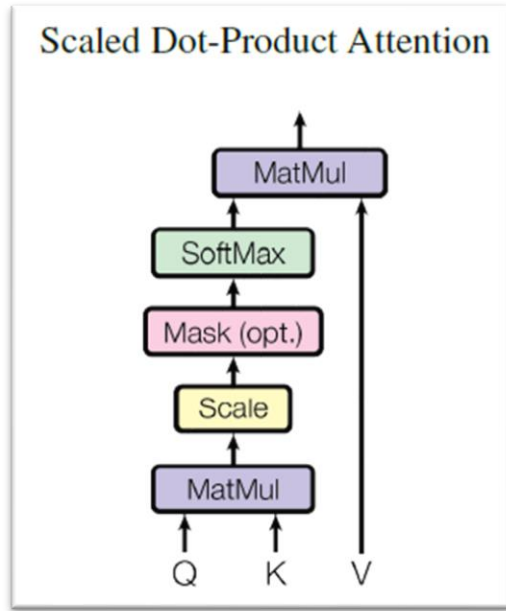 Scaled Dot-Product Attention
MatMul
SoftMax
Mask (opt.)
Scale
MatMul
Q K V